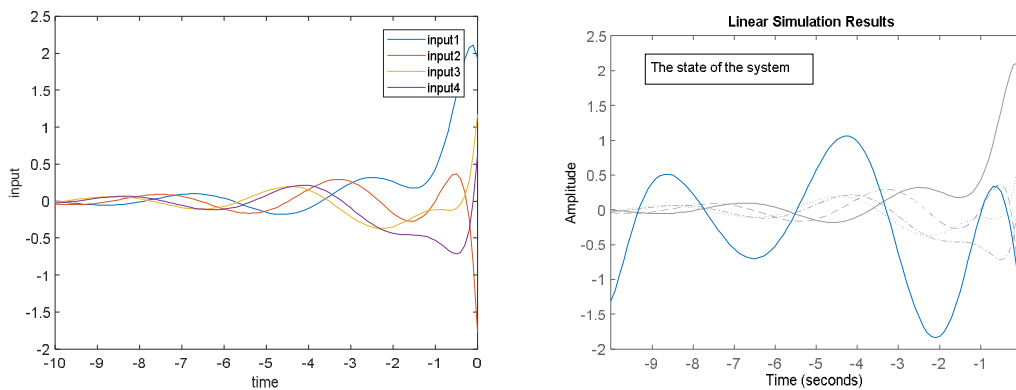 2.5
2
1.5
1
0.5
0
-0.5
-1
-1.5
-2
input
input1
input2
input3
input4
-10 -9 -8 -7 -6 -5 -4 -3 -2 -1 0
time
Linear Simulation Results
2.5
2
1.5
1
0.5
0
-0.5
-1
-1.5
-2
Amplitude
The state of the system
-9 -8 -7 -6 -5 -4 -3 -2 -1
Time (seconds)